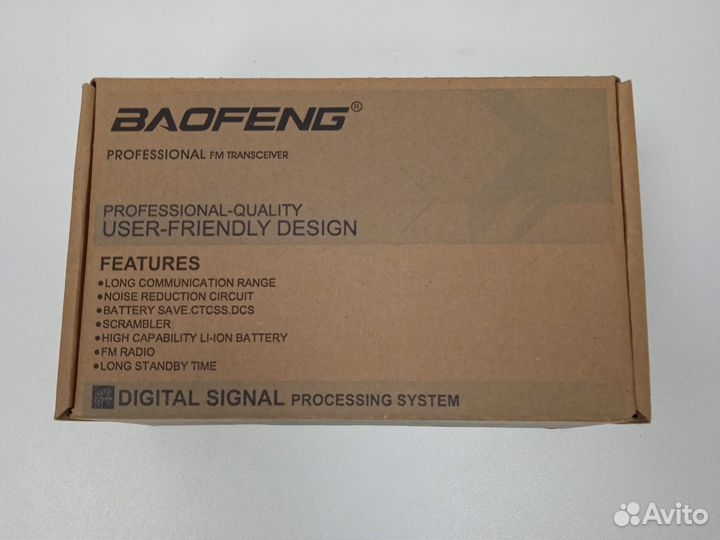 BAOFENG®
PROFESSIONAL FM TRANSCEIVER
PROFESSIONAL-QUALITY
USER-FRIENDLY DESIGN
FEATURES
•LONG COMMUNICATION RANGE
•NOISE REDUCTION CIRCUIT
•BATTERY SAVE.CTCSS.DCS
•SCRAMBLER
•HIGH CAPABILITY LI-ION BATTERY
•FM RADIO
•LONG STANDBY TIME
DIGITAL SIGNAL PROCESSING SYSTEM
Avito